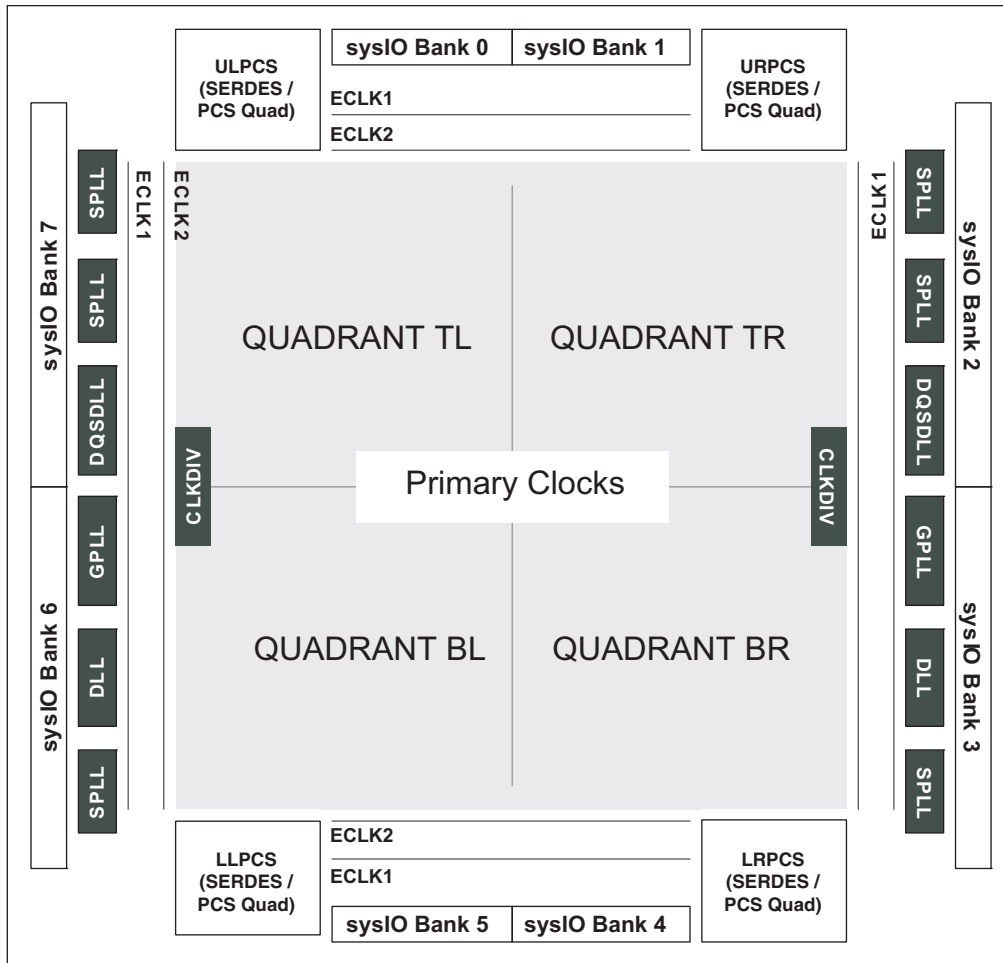 sysIO Bank 0
sysIO Bank 1
ULPCS
(SERDES /
PCS Quad)
URPCS
(SERDES /
PCS Quad)
ECLK1
ECLK2
sysIO Bank 7
sysIO Bank 6
SPLL
SPLL
DQSDLL
GPLL
DLL
SPLL
ECLK1
ECLK2
CLKDIV
QUADRANT TL
QUADRANT TR
Primary Clocks
QUADRANT BL
QUADRANT BR
CLKDIV
ECLK1
SPLL
SPLL
DQSDLL
GPLL
DLL
SPLL
sysIO Bank 2
sysIO Bank 3
LLPCS
(SERDES /
PCS Quad)
ECLK2
ECLK1
LRPCS
(SERDES /
PCS Quad)
sysIO Bank 5
sysIO Bank 4